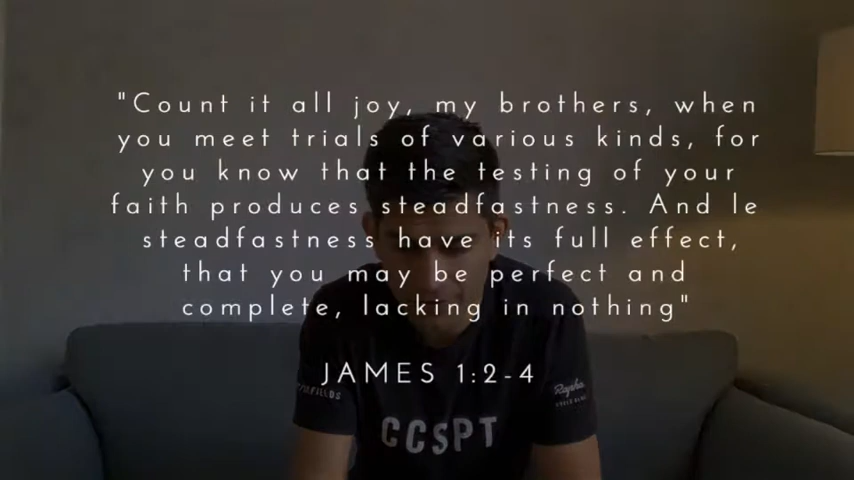 "Count it all joy, my brothers, when
you meet trials of various kinds, for
you know that the testing of your
faith produces steadfastness. And le
steadfastness have its full effect,
that you may be perfect and
complete, lacking in nothing"
JAMES 1:2-4
Rapha
CCSPT